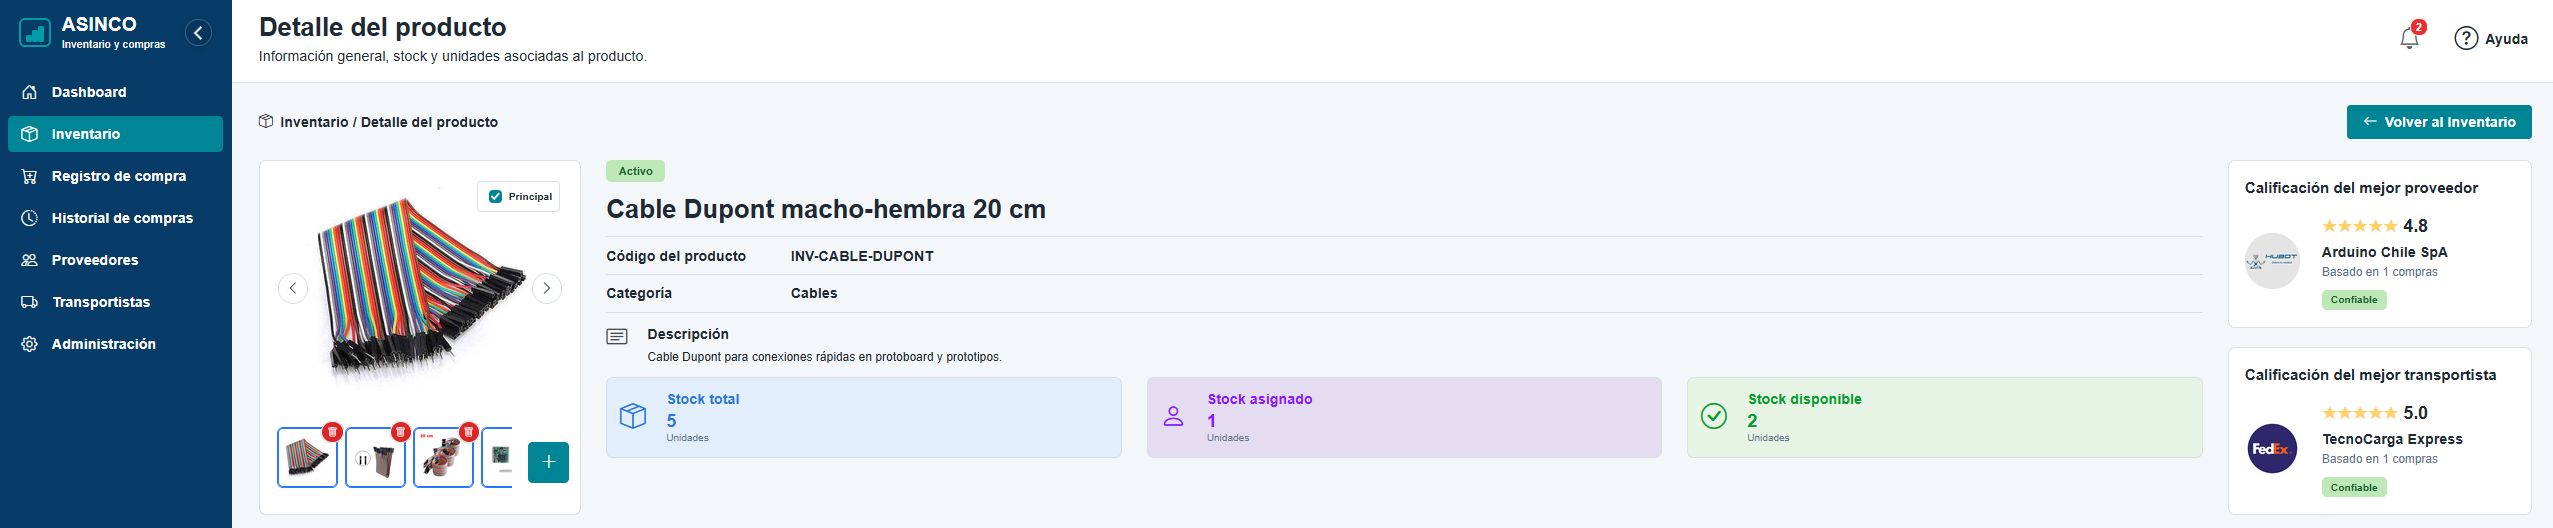 ASINCO
Inventario y compras
Dashboard
Inventario
Registro de compra
Historial de compras
Proveedores
Transportistas
Administración
Detalle del producto
Información general, stock y unidades asociadas al producto.
2
? Ayuda
Inventario / Detalle del producto
← Volver al Inventario
Principal
20 cm
Activo
Cable Dupont macho-hembra 20 cm
Código del producto INV-CABLE-DUPONT
Categoría Cables
Descripción
Cable Dupont para conexiones rápidas en protoboard y prototipos.
Stock total
5
Unidades
Stock asignado
1
Unidades
Stock disponible
2
Unidades
Calificación del mejor proveedor
HUBOT
4.8
Arduino Chile SpA
Basado en 1 compras
Confiable
Calificación del mejor transportista
FedEx
5.0
TecnoCarga Express
Basado en 1 compras
Confiable